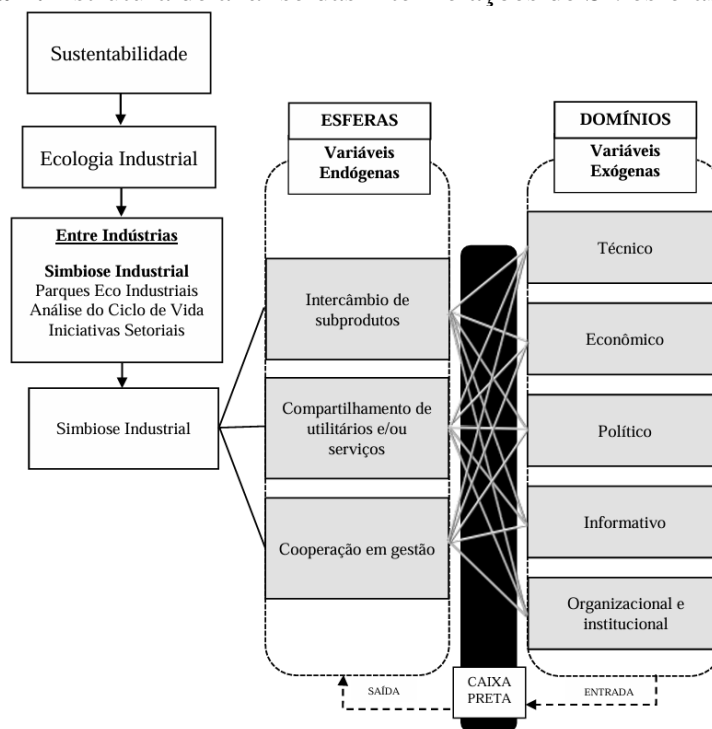 Sustentabilidade
Ecologia Industrial
Entre Indústrias
Simbiose Industrial
Parques Eco Industriais
Análise do Ciclo de Vida
Iniciativas Setoriais
Simbiose Industrial
ESFERAS
Variáveis
Endógenas
Intercâmbio de
subprodutos
Compartilhamento de
utilitários e/ou
serviços
Cooperação em gestão
DOMÍNIOS
Variáveis
Exógenas
Técnico
Econômico
Político
Informativo
Organizacional e
institucional
SAÍDA
CAIXA
PRETA
ENTRADA